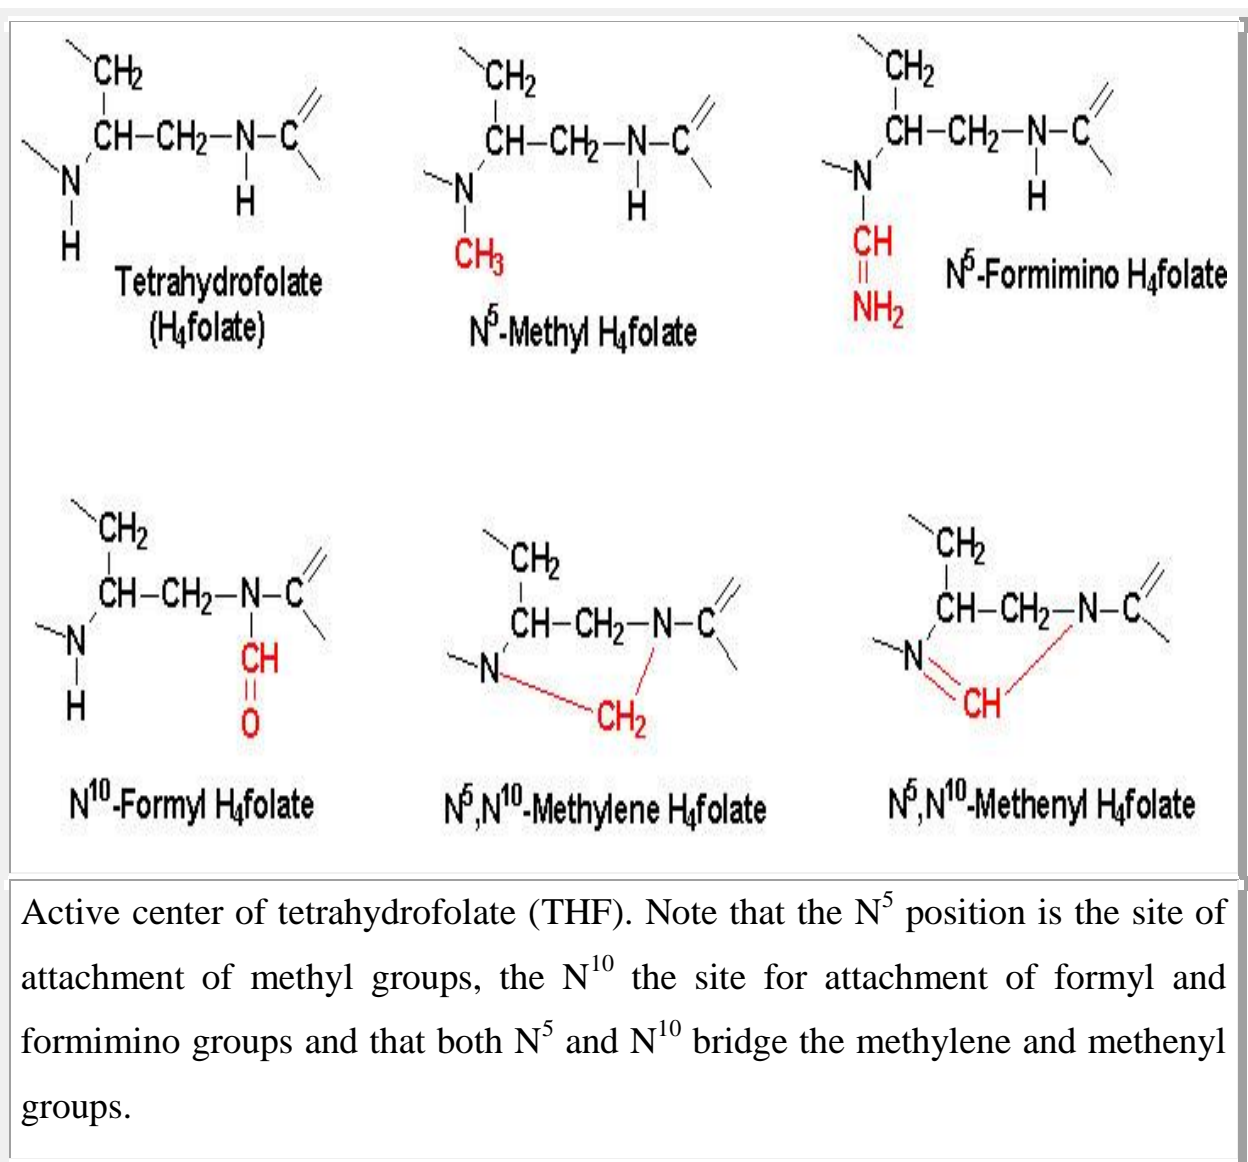 CH₂
CH–CH₂–N–C
N
H
H
Tetrahydrofolate
(H₄folate)
CH₂
CH–CH₂–N–C
N
H
CH₃
N⁵-Methyl H₄folate
CH₂
CH–CH₂–N–C
N
H
CH
NH₂
N⁵-Formimino H₄folate
CH₂
CH–CH₂–N–C
N
CH
H
O
N¹⁰-Formyl H₄folate
CH₂
CH–CH₂–N–C
N
CH₂
N⁵,N¹⁰-Methylene H₄folate
CH₂
CH–CH₂–N–C
N
CH
N⁵,N¹⁰-Methenyl H₄folate
Active center of tetrahydrofolate (THF). Note that the N⁵ position is the site of
attachment of methyl groups, the N¹⁰ the site for attachment of formyl and
formimino groups and that both N⁵ and N¹⁰ bridge the methylene and methenyl
groups.